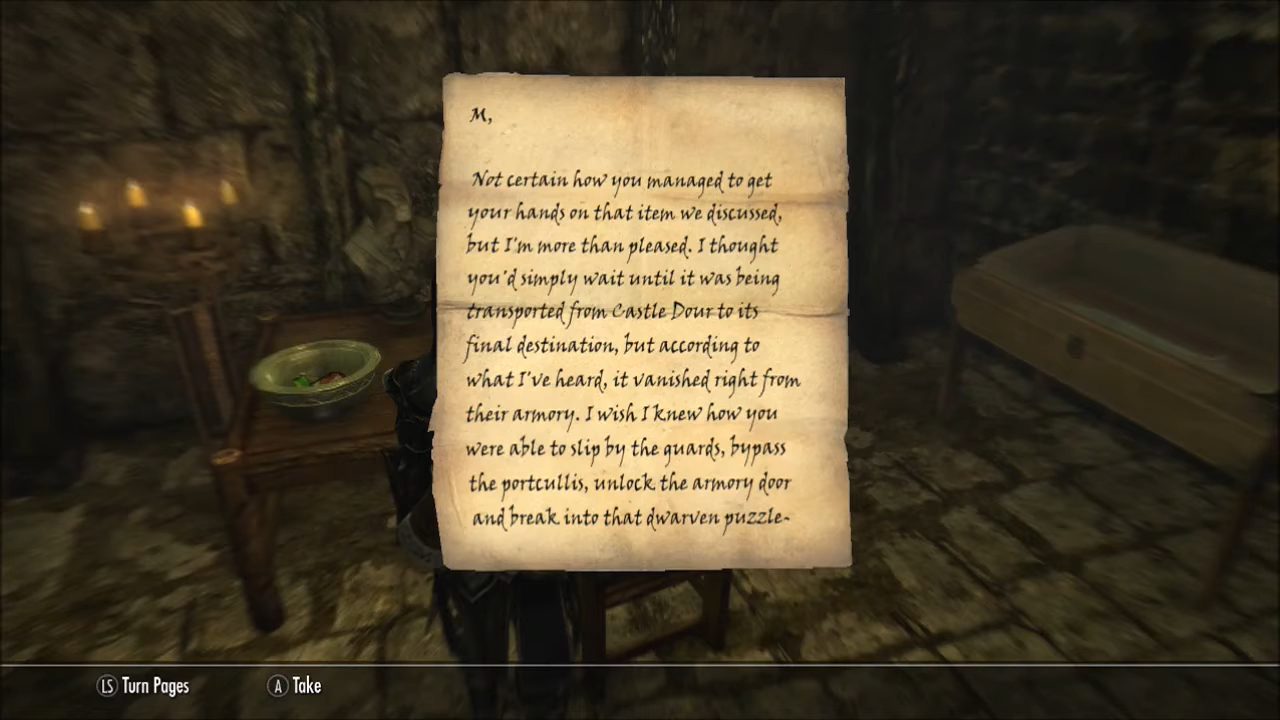 M,
Not certain how you managed to get
your hands on that item we discussed,
but I'm more than pleased. I thought
you'd simply wait until it was being
transported from Castle Dour to its
final destination, but according to
what I've heard, it vanished right from
their armory. I wish I knew how you
were able to slip by the guards, bypass
the portcullis, unlock the armory door
and break into that dwarven puzzle-
LS Turn Pages
A Take